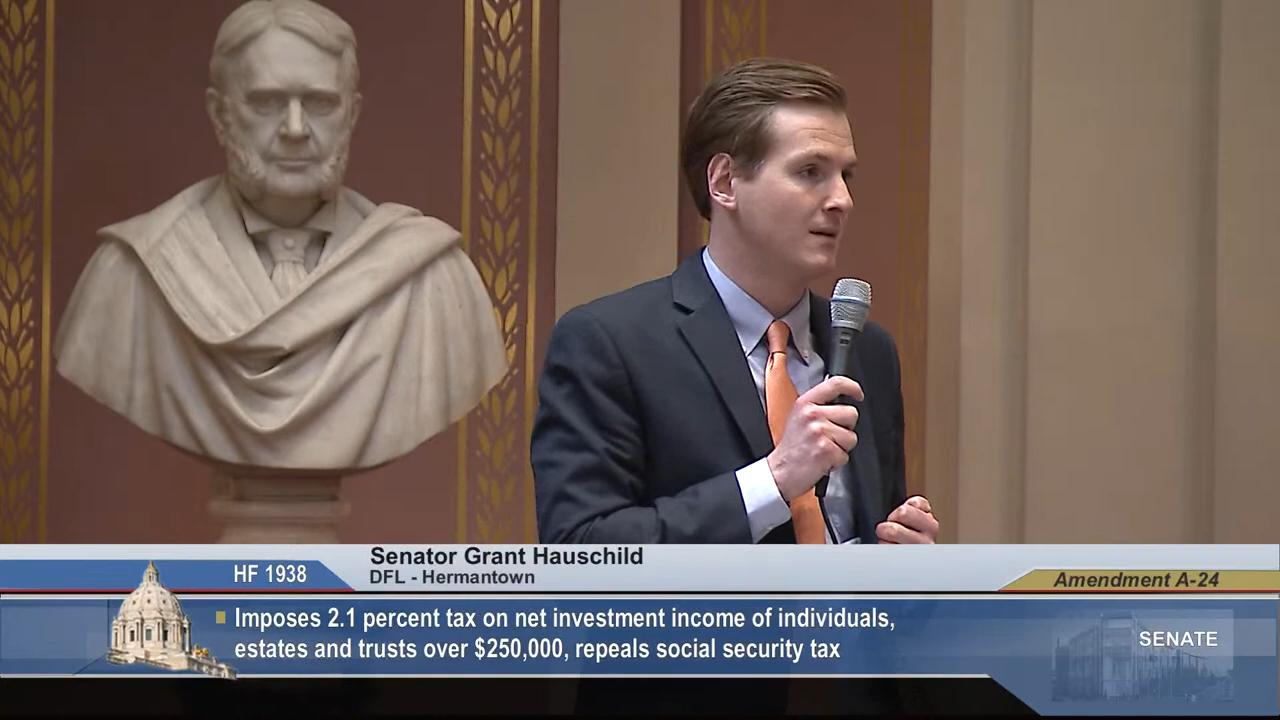 Senator Grant Hauschild
HF 1938
DFL - Hermantown
Amendment A-24
Imposes 2.1 percent tax on net investment income of individuals,
estates and trusts over $250,000, repeals social security tax
SENATE